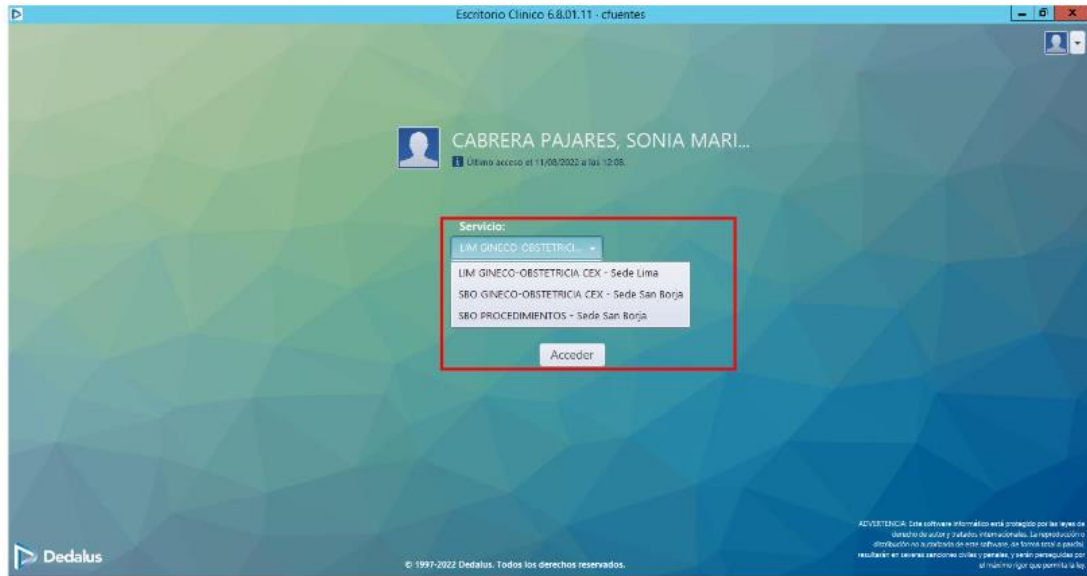 Escritorio Clinico 6.8.01.11 - cfuentes
CABRERA PAJARES, SONIA MARI...
Último acceso el 11/08/2022 a las 12:08.
Servicio:
LIM GINECO-OBSTETRICI...
LIM GINECO-OBSTETRICIA CEX - Sede Lima
SBO GINECO-OBSTETRICIA CEX - Sede San Borja
SBO PROCEDIMIENTOS - Sede San Borja
Acceder
Dedalus
© 1997-2022 Dedalus. Todos los derechos reservados.
ADVERTENCIA: Este software informático está protegido por las leyes de
derecho de autor y tratados internacionales. La reproducción o
distribución no autorizada de este software, de forma total o parcial,
resultarán en severas sanciones civiles y penales, y serán perseguidas por
el máximo rigor que permita la ley